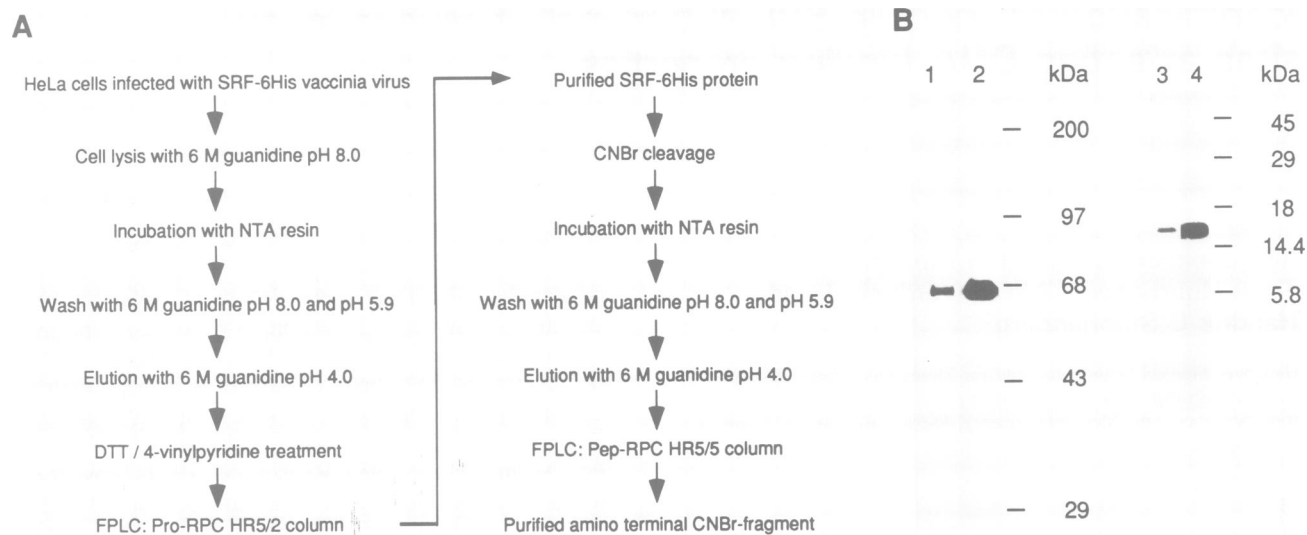 A
HeLa cells infected with SRF-6His vaccinia virus
Cell lysis with 6 M guanidine pH 8.0
Incubation with NTA resin
Wash with 6 M guanidine pH 8.0 and pH 5.9
Elution with 6 M guanidine pH 4.0
DTT / 4-vinylpyridine treatment
FPLC: Pro-RPC HR5/2 column
Purified SRF-6His protein
CNBr cleavage
Incubation with NTA resin
Wash with 6 M guanidine pH 8.0 and pH 5.9
Elution with 6 M guanidine pH 4.0
FPLC: Pep-RPC HR5/5 column
Purified amino terminal CNBr-fragment
B
1 2 kDa
200
97
68
43
29
3 4 kDa
45
29
18
14.4
5.8